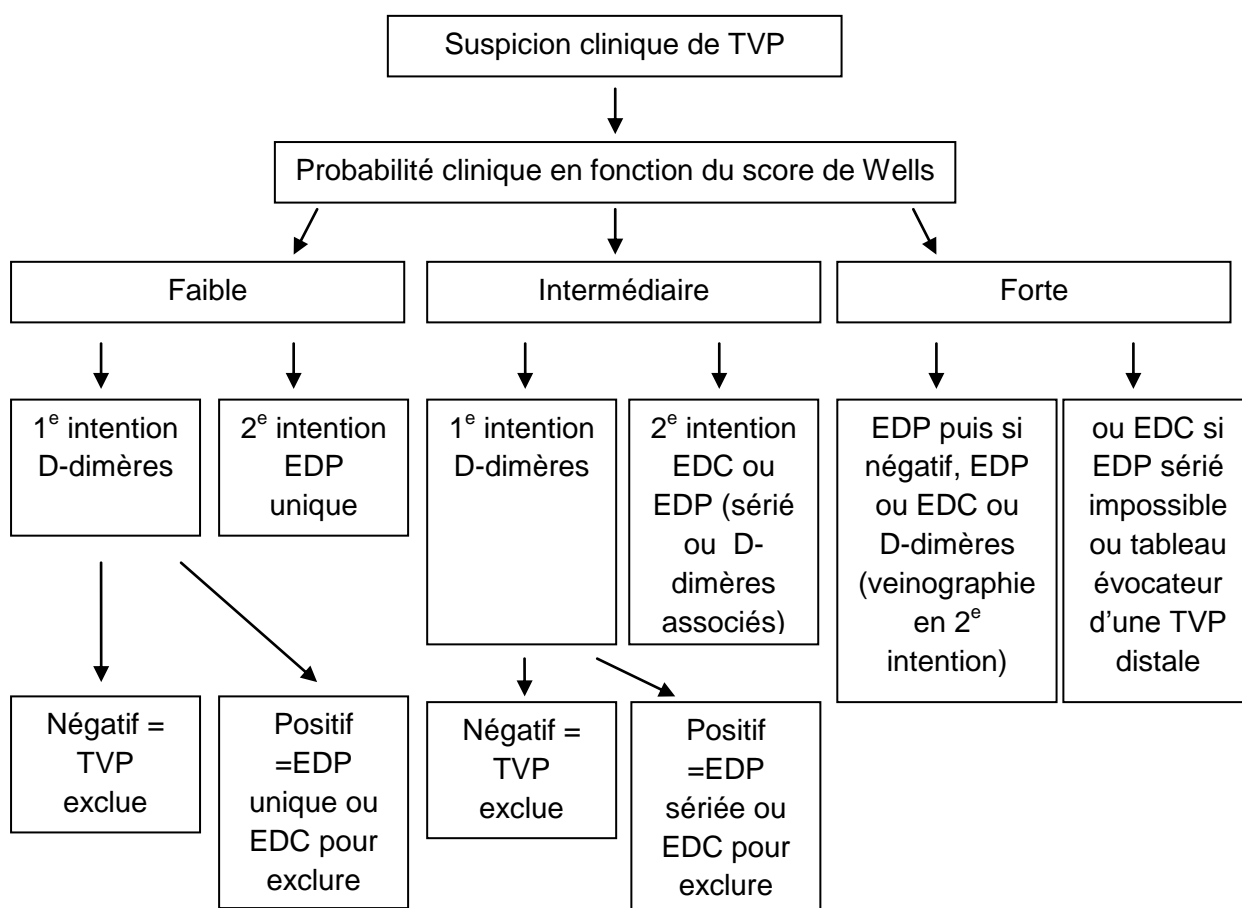 Suspicion clinique de TVP
Probabilité clinique en fonction du score de Wells
Faible
Intermédiaire
Forte
1e intention
D-dimères
2e intention
EDP
unique
1e intention
D-dimères
2e intention
EDC ou
EDP (sérié
ou D-
dimères
associés)
EDP puis si
négatif, EDP
ou EDC ou
D-dimères
(veinographie
en 2e
intention)
ou EDC si
EDP sérié
impossible
ou tableau
évocateur
d’une TVP
distale
Négatif =
TVP
exclue
Positif
=EDP
unique ou
EDC pour
exclure
Négatif =
TVP
exclue
Positif
=EDP
sériée ou
EDC pour
exclure